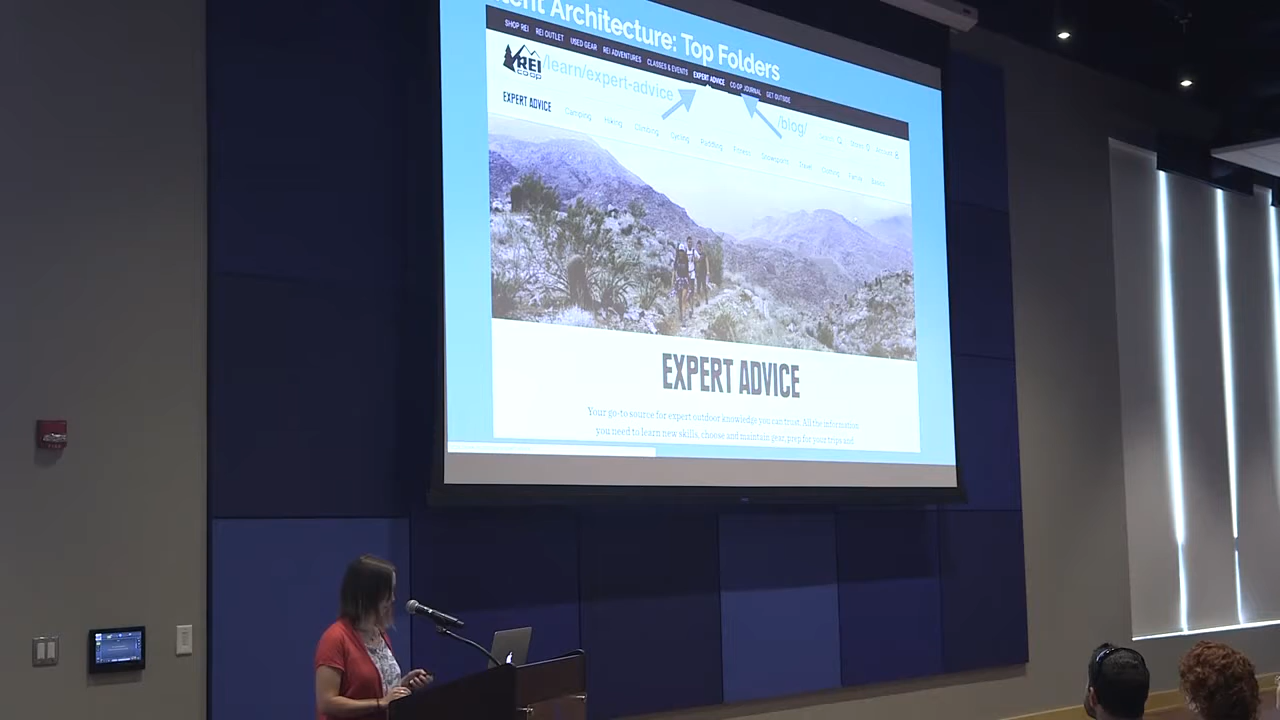 tent Architecture: Top Folders
SHOP REI REI OUTLET USED GEAR REI ADVENTURES CLASSES & EVENTS EXPERT ADVICE CO-OP JOURNAL GET OUTSIDE
REI
co-op
/learn/expert-advice
/blog/
EXPERT ADVICE
Camping Hiking Climbing Cycling Paddling Fitness Snowsports Travel Clothing Family Basics
EXPERT ADVICE
Your go-to source for expert outdoor knowledge you can trust. All the information
you need to learn new skills, choose and maintain gear, prep for your trips and